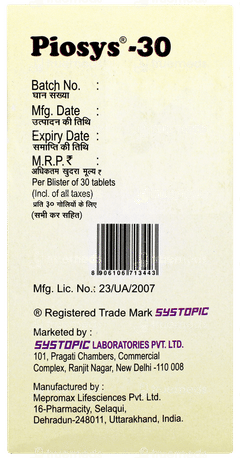 Piosys®-30
Batch No. :
घान संख्या
Mfg. Date :
उत्पादन की तिथि
Expiry Date :
समाप्ति की तिथि
M.R.P.₹ :
अधिकतम खुदरा मूल्य ₹
Per Blister of 30 tablets
(Incl. of all taxes)
प्रति ३० गोलियों के लिए
(सभी कर सहित)
8 906106 713443
Mfg. Lic. No.: 23/UA/2007
® Registered Trade Mark SYSTOPIC
Marketed by :
SYSTOPIC LABORATORIES PVT. LTD.
101, Pragati Chambers, Commercial
Complex, Ranjit Nagar, New Delhi -110 008
Manufactured by :
Mepromax Lifesciences Pvt. Ltd.
16-Pharmacity, Selaqui,
Dehradun-248011, Uttarakhand, India.